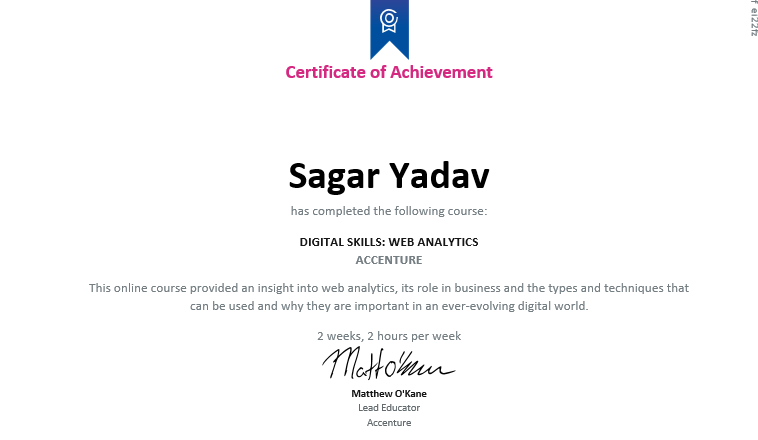 Certificate of Achievement
Sagar Yadav
has completed the following course:
DIGITAL SKILLS: WEB ANALYTICS
ACCENTURE
This online course provided an insight into web analytics, its role in business and the types and techniques that
can be used and why they are important in an ever-evolving digital world.
2 weeks, 2 hours per week
Matthew O'Kane
Lead Educator
Accenture